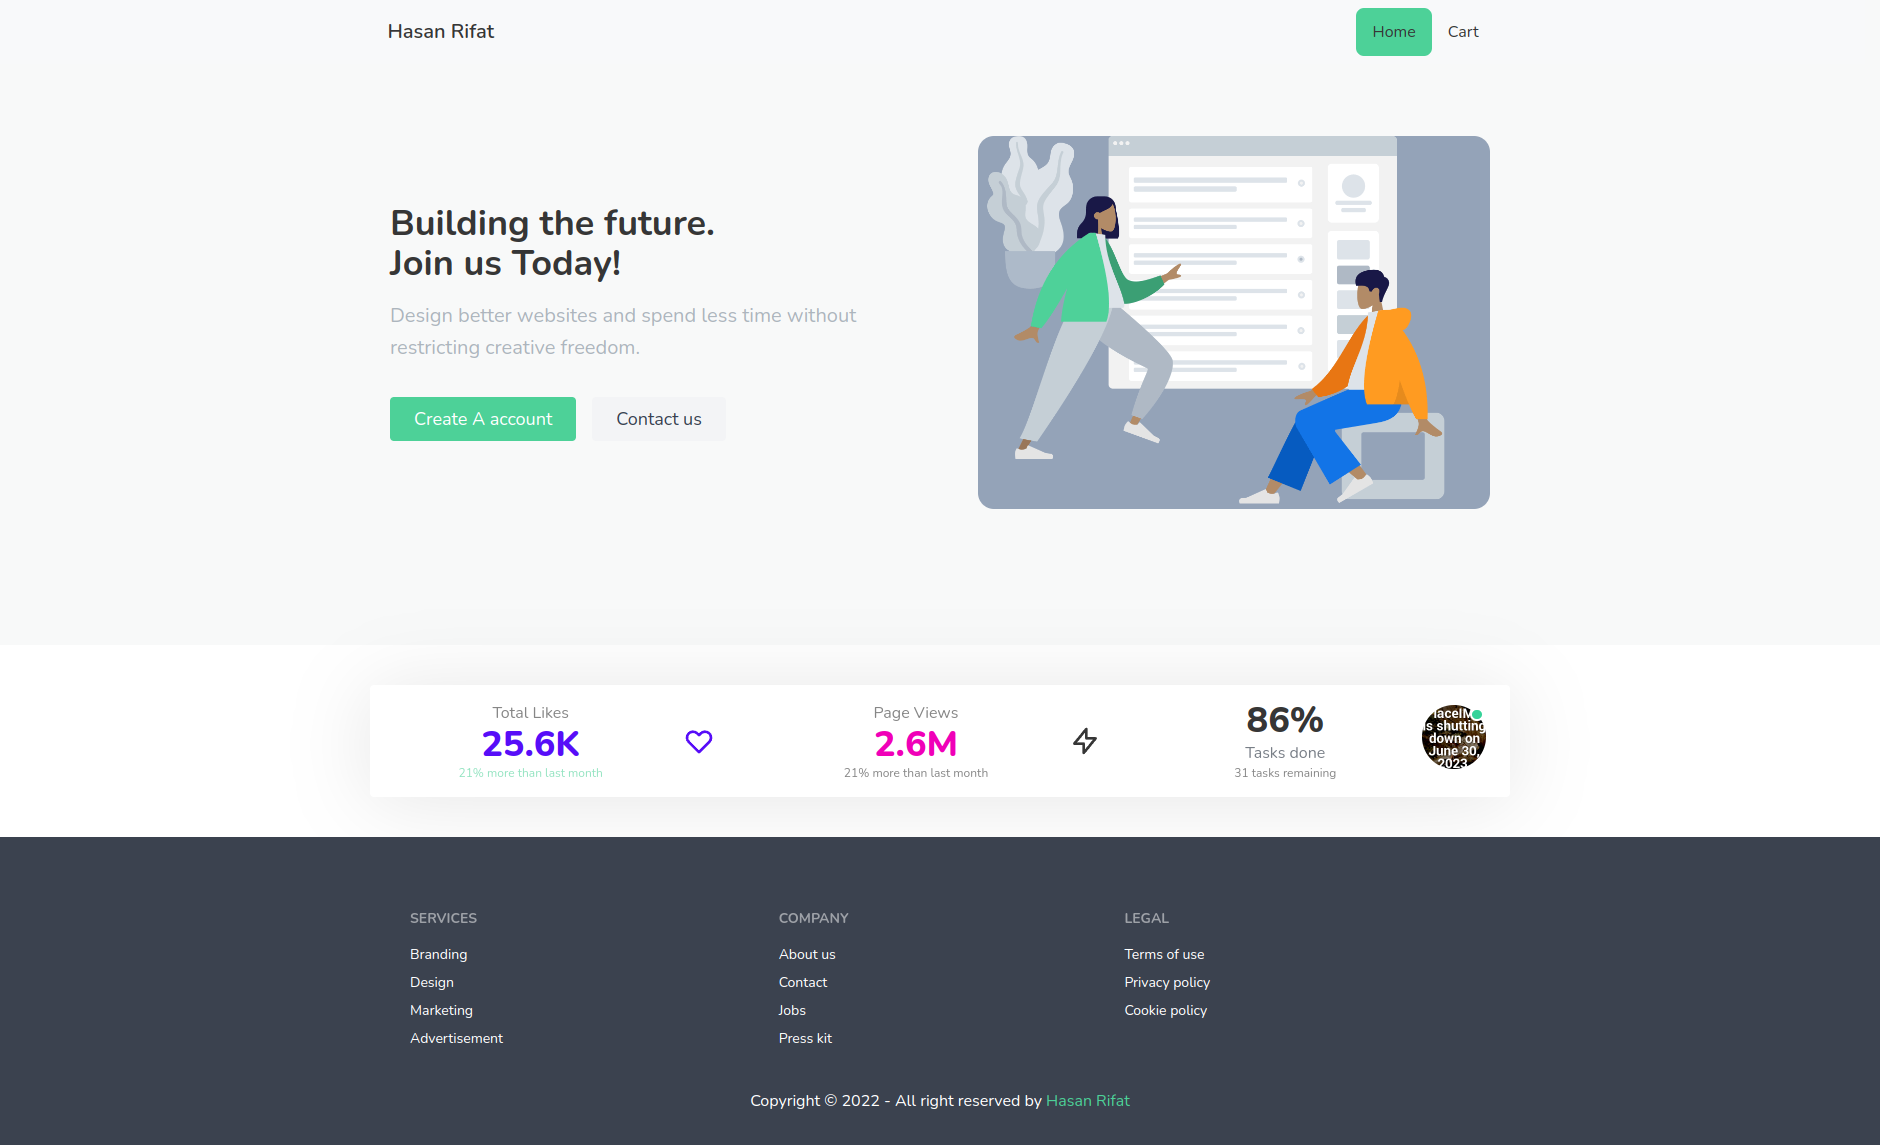 Hasan Rifat
Home
Cart
Building the future.
Join us Today!
Design better websites and spend less time without
restricting creative freedom.
Create A account
Contact us
Total Likes
25.6K
21% more than last month
Page Views
2.6M
21% more than last month
86%
Tasks done
31 tasks remaining
is shutting
down on
June 30,
2023
SERVICES
Branding
Design
Marketing
Advertisement
COMPANY
About us
Contact
Jobs
Press kit
LEGAL
Terms of use
Privacy policy
Cookie policy
Copyright © 2022 - All right reserved by Hasan Rifat